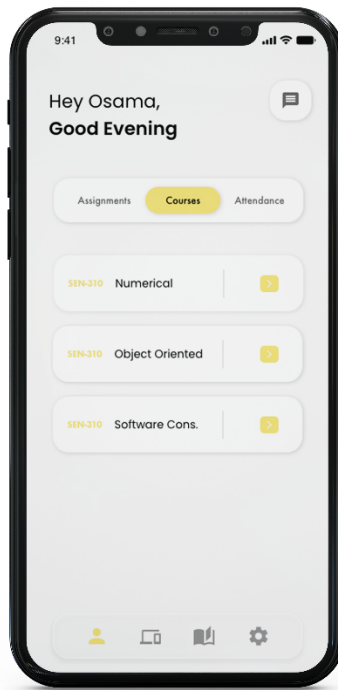 9:41
Hey Osama,
Good Evening
Assignments Courses Attendance
SEN-310 Numerical
SEN-310 Object Oriented
SEN-310 Software Cons.